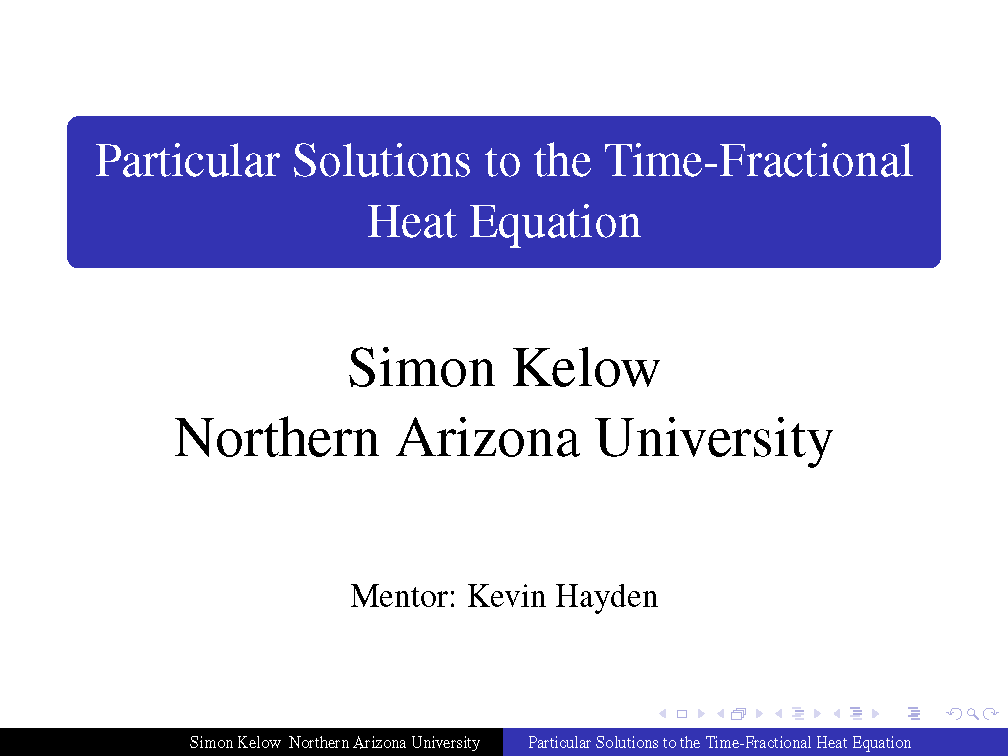 Particular Solutions to the Time-Fractional
Heat Equation
Simon Kelow
Northern Arizona University
Mentor: Kevin Hayden
Simon Kelow Northern Arizona University
Particular Solutions to the Time-Fractional Heat Equation